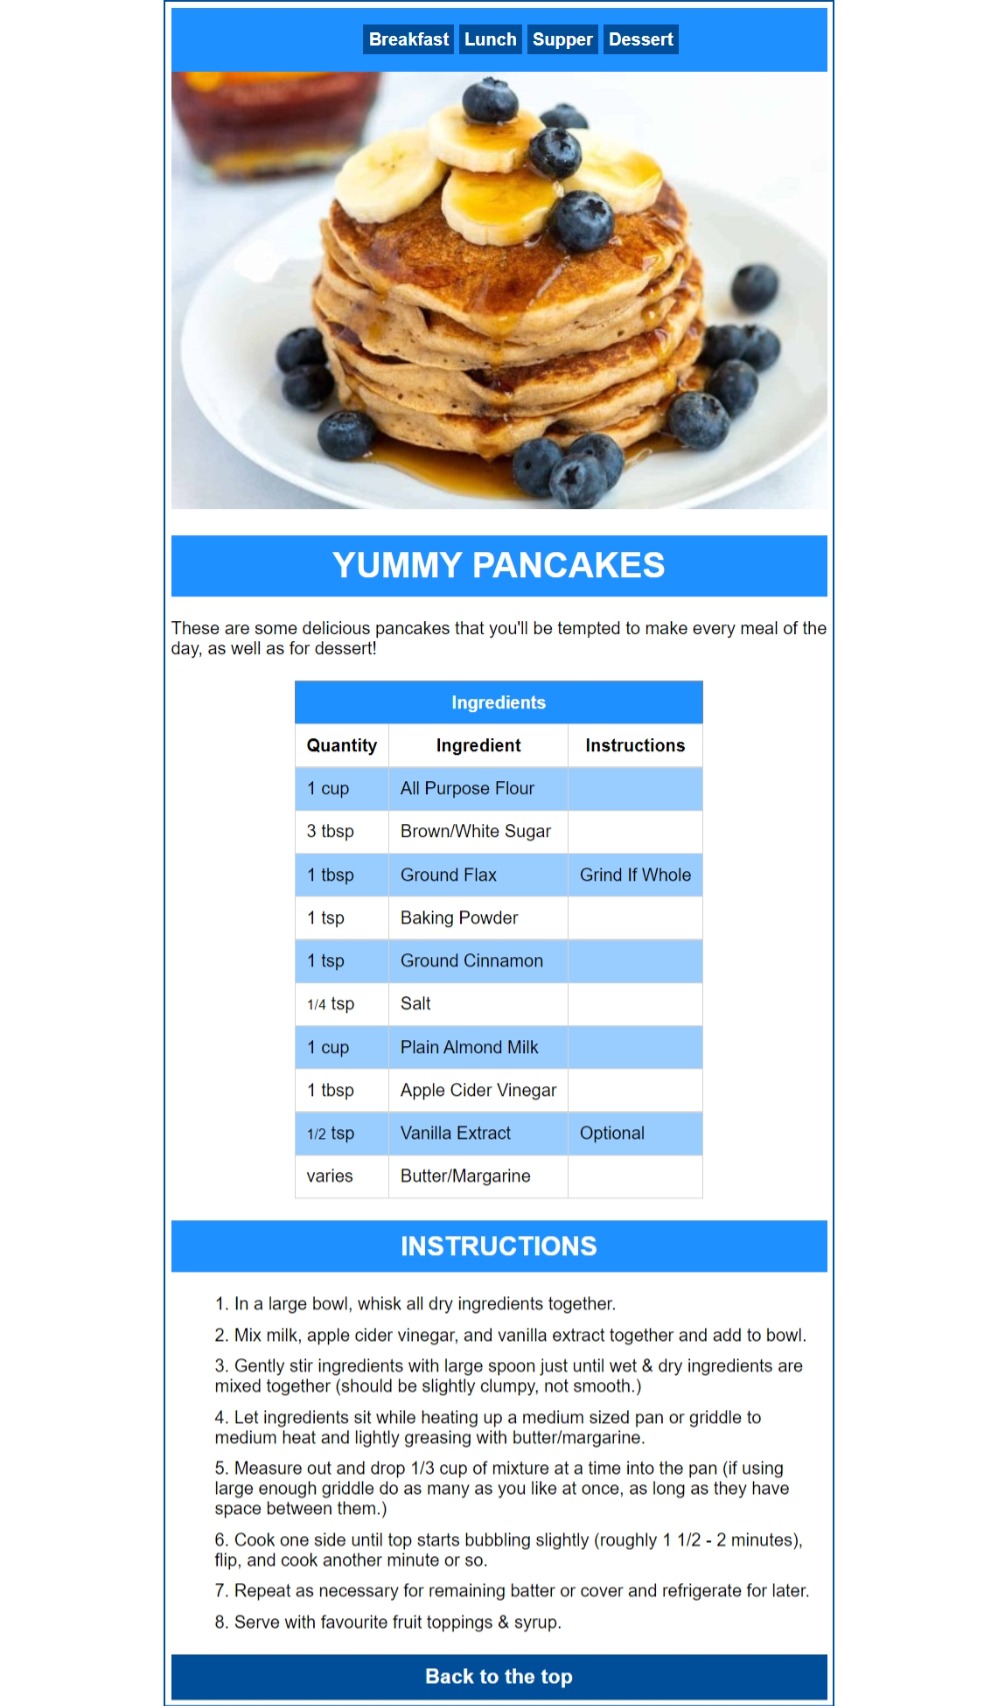 Breakfast Lunch Supper Dessert
YUMMY PANCAKES
These are some delicious pancakes that you'll be tempted to make every meal of the
day, as well as for dessert!
Ingredients
Quantity Ingredient Instructions
1 cup All Purpose Flour
3 tbsp Brown/White Sugar
1 tbsp Ground Flax Grind If Whole
1 tsp Baking Powder
1 tsp Ground Cinnamon
1/4 tsp Salt
1 cup Plain Almond Milk
1 tbsp Apple Cider Vinegar
1/2 tsp Vanilla Extract Optional
varies Butter/Margarine
INSTRUCTIONS
1. In a large bowl, whisk all dry ingredients together.
2. Mix milk, apple cider vinegar, and vanilla extract together and add to bowl.
3. Gently stir ingredients with large spoon just until wet & dry ingredients are
mixed together (should be slightly clumpy, not smooth.)
4. Let ingredients sit while heating up a medium sized pan or griddle to
medium heat and lightly greasing with butter/margarine.
5. Measure out and drop 1/3 cup of mixture at a time into the pan (if using
large enough griddle do as many as you like at once, as long as they have
space between them.)
6. Cook one side until top starts bubbling slightly (roughly 1 1/2 - 2 minutes),
flip, and cook another minute or so.
7. Repeat as necessary for remaining batter or cover and refrigerate for later.
8. Serve with favourite fruit toppings & syrup.
Back to the top